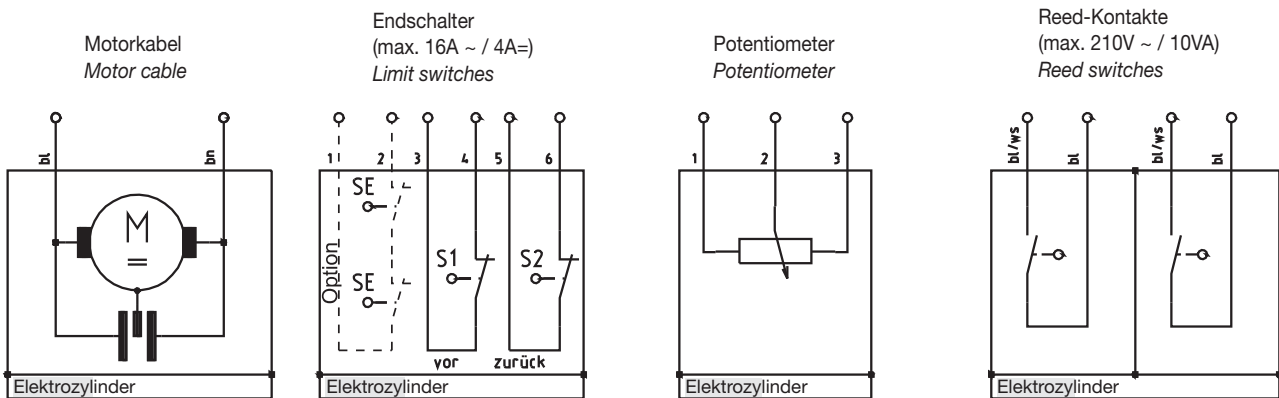 Motorkabel
Motor cable
bl
bn
M
=
Elektrozylinder
Endschalter
(max. 16A ~ / 4A=)
Limit switches
1 2 3 4 5 6
SE
SE
Option
S1 S2
vor zurück
Elektrozylinder
Potentiometer
Potentiometer
1 2 3
Elektrozylinder
Reed-Kontakte
(max. 210V ~ / 10VA)
Reed switches
bl/ws bl bl/ws bl
Elektrozylinder